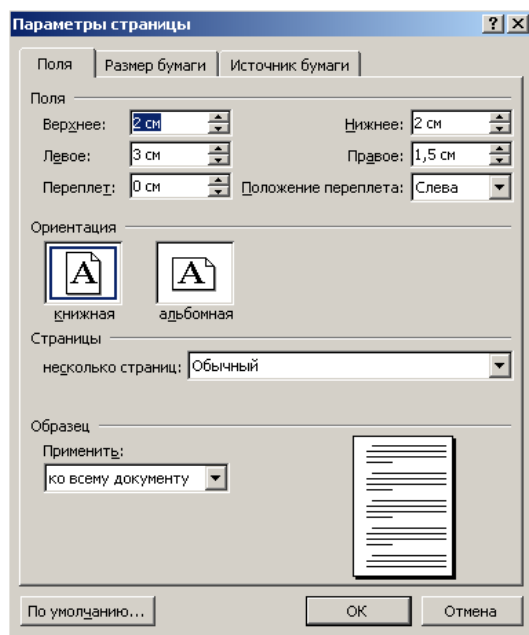 Параметры страницы
Поля Размер бумаги Источник бумаги
Поля
Верхнее: 2 см Нижнее: 2 см
Левое: 3 см Правое: 1,5 см
Переплет: 0 см Положение переплета: Слева
Ориентация
A A
книжная альбомная
Страницы
несколько страниц: Обычный
Образец
Применить:
ко всему документу
По умолчанию... ОК Отмена